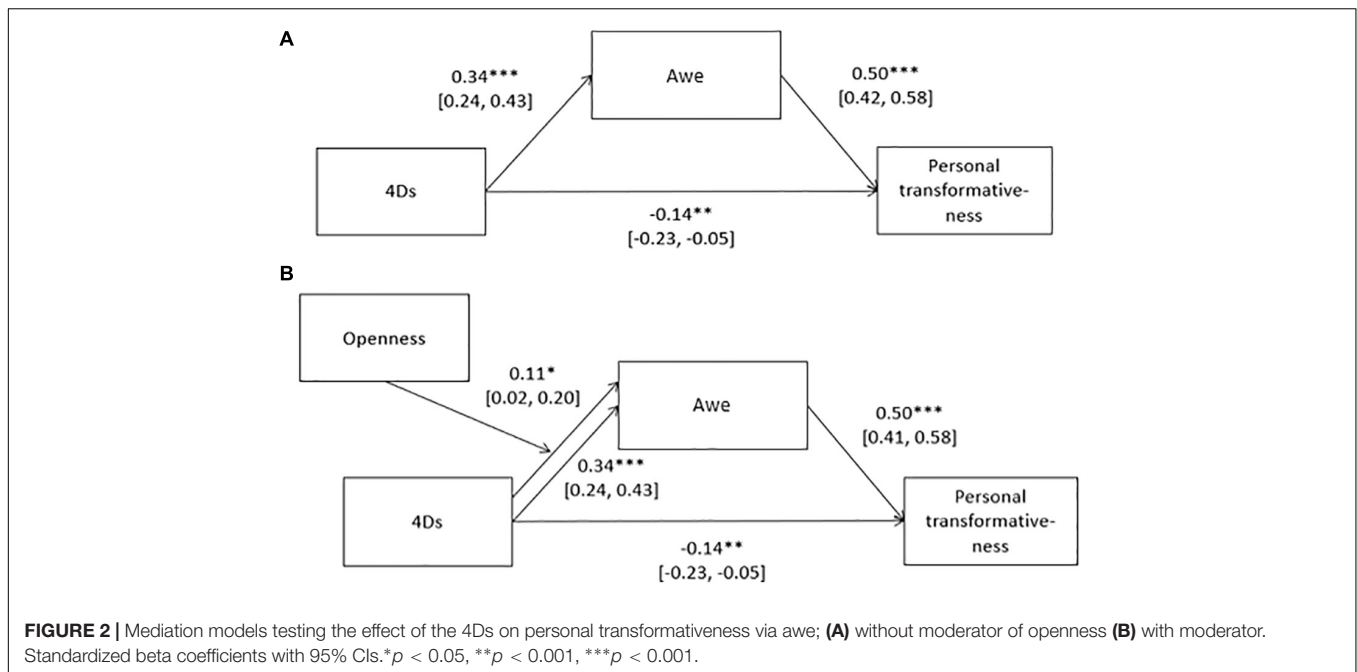 A
0.34***
[0.24, 0.43]
Awe
0.50***
[0.42, 0.58]
4Ds
Personal
transformative-
ness
-0.14**
[-0.23, -0.05]
B
Openness
0.11*
[0.02, 0.20]
Awe
0.50***
[0.41, 0.58]
0.34***
[0.24, 0.43]
4Ds
Personal
transformative-
ness
-0.14**
[-0.23, -0.05]
FIGURE 2 | Mediation models testing the effect of the 4Ds on personal transformativeness via awe; (A) without moderator of openness (B) with moderator.
Standardized beta coefficients with 95% CIs.*p < 0.05, **p < 0.001, ***p < 0.001.